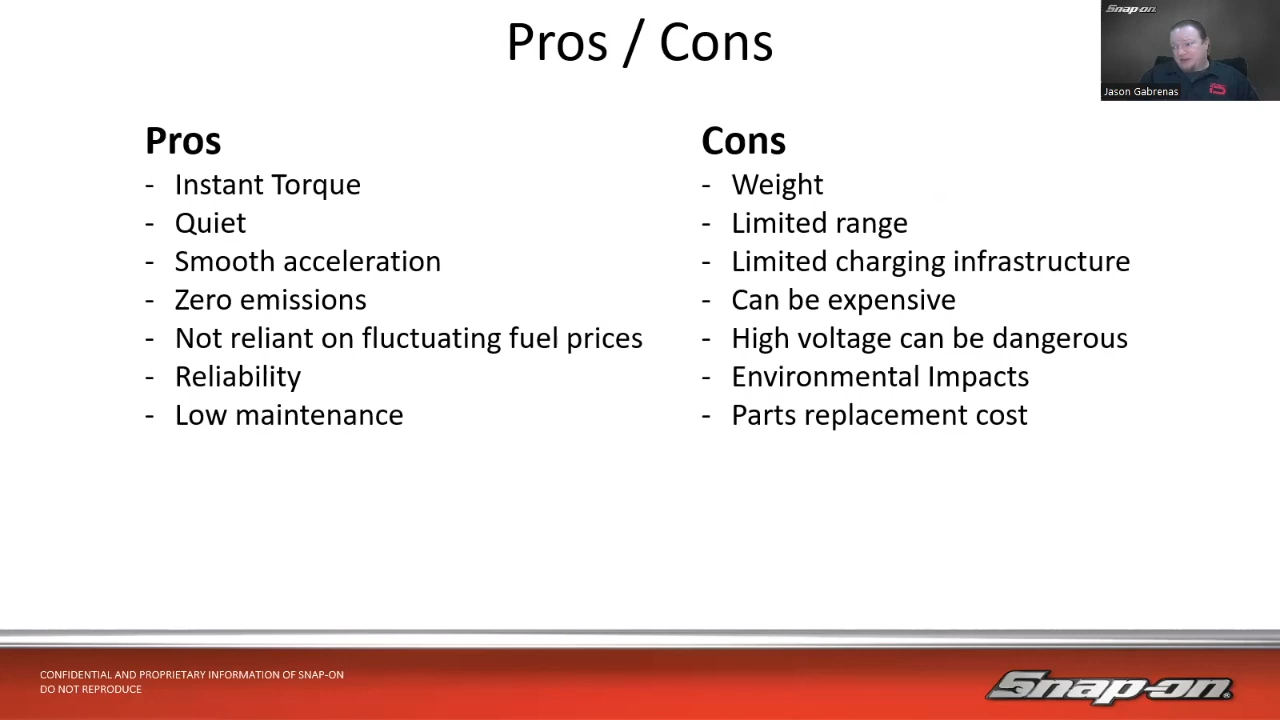 Pros / Cons
Snap-on
Jason Gabrenas
Pros
- Instant Torque
- Quiet
- Smooth acceleration
- Zero emissions
- Not reliant on fluctuating fuel prices
- Reliability
- Low maintenance
Cons
- Weight
- Limited range
- Limited charging infrastructure
- Can be expensive
- High voltage can be dangerous
- Environmental Impacts
- Parts replacement cost
CONFIDENTIAL AND PROPRIETARY INFORMATION OF SNAP-ON
DO NOT REPRODUCE
Snap-on®